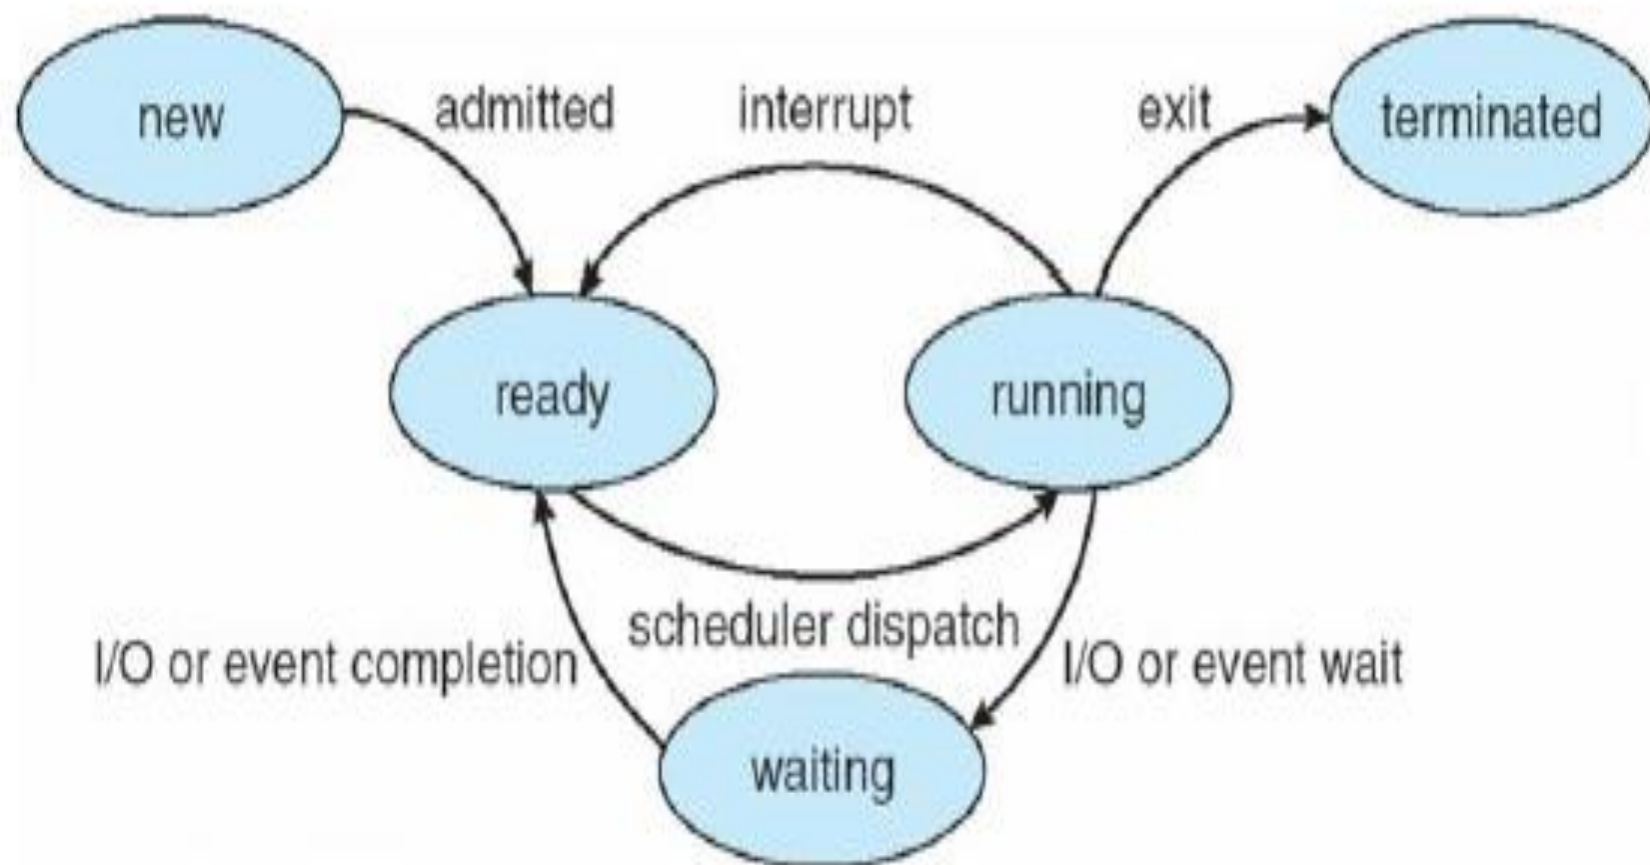 new
admitted
interrupt
exit
terminated
ready
running
scheduler dispatch
I/O or event completion
I/O or event wait
waiting